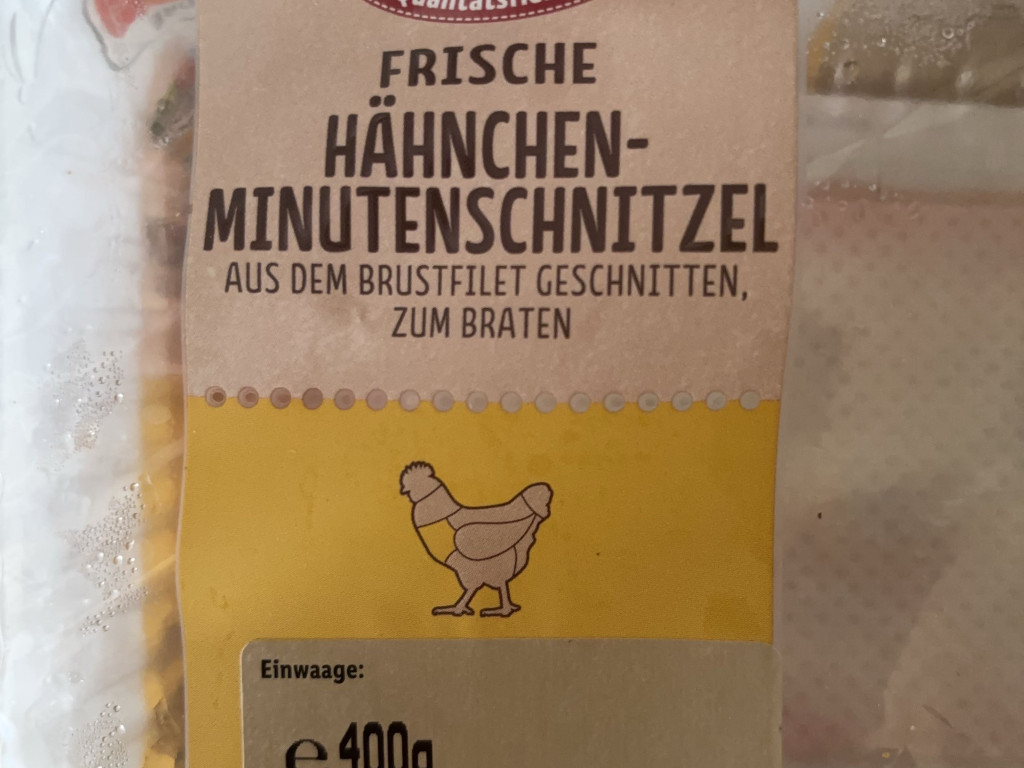 FRISCHE
HÄHNCHEN-
MINUTENSCHNITZEL
AUS DEM BRUSTFILET GESCHNITTEN,
ZUM BRATEN
Einwaage:
e 400g